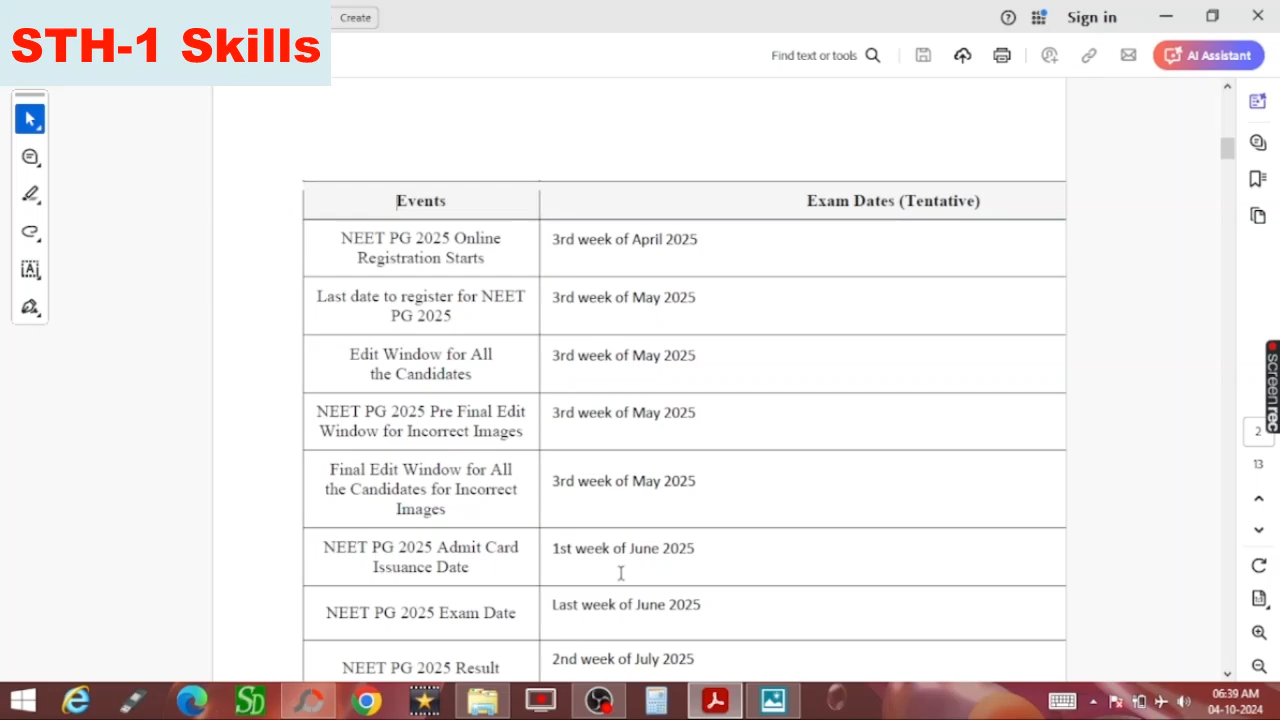 STH-1 Skills
Create
Sign in
Find text or tools
AI Assistant
Events Exam Dates (Tentative)
NEET PG 2025 Online
Registration Starts
3rd week of April 2025
Last date to register for NEET
PG 2025
3rd week of May 2025
Edit Window for All
the Candidates
3rd week of May 2025
NEET PG 2025 Pre Final Edit
Window for Incorrect Images
3rd week of May 2025
Final Edit Window for All
the Candidates for Incorrect
Images
3rd week of May 2025
NEET PG 2025 Admit Card
Issuance Date
1st week of June 2025
NEET PG 2025 Exam Date
Last week of June 2025
NEET PG 2025 Result
2nd week of July 2025
screenrec
2
13
06:39 AM
04-10-2024